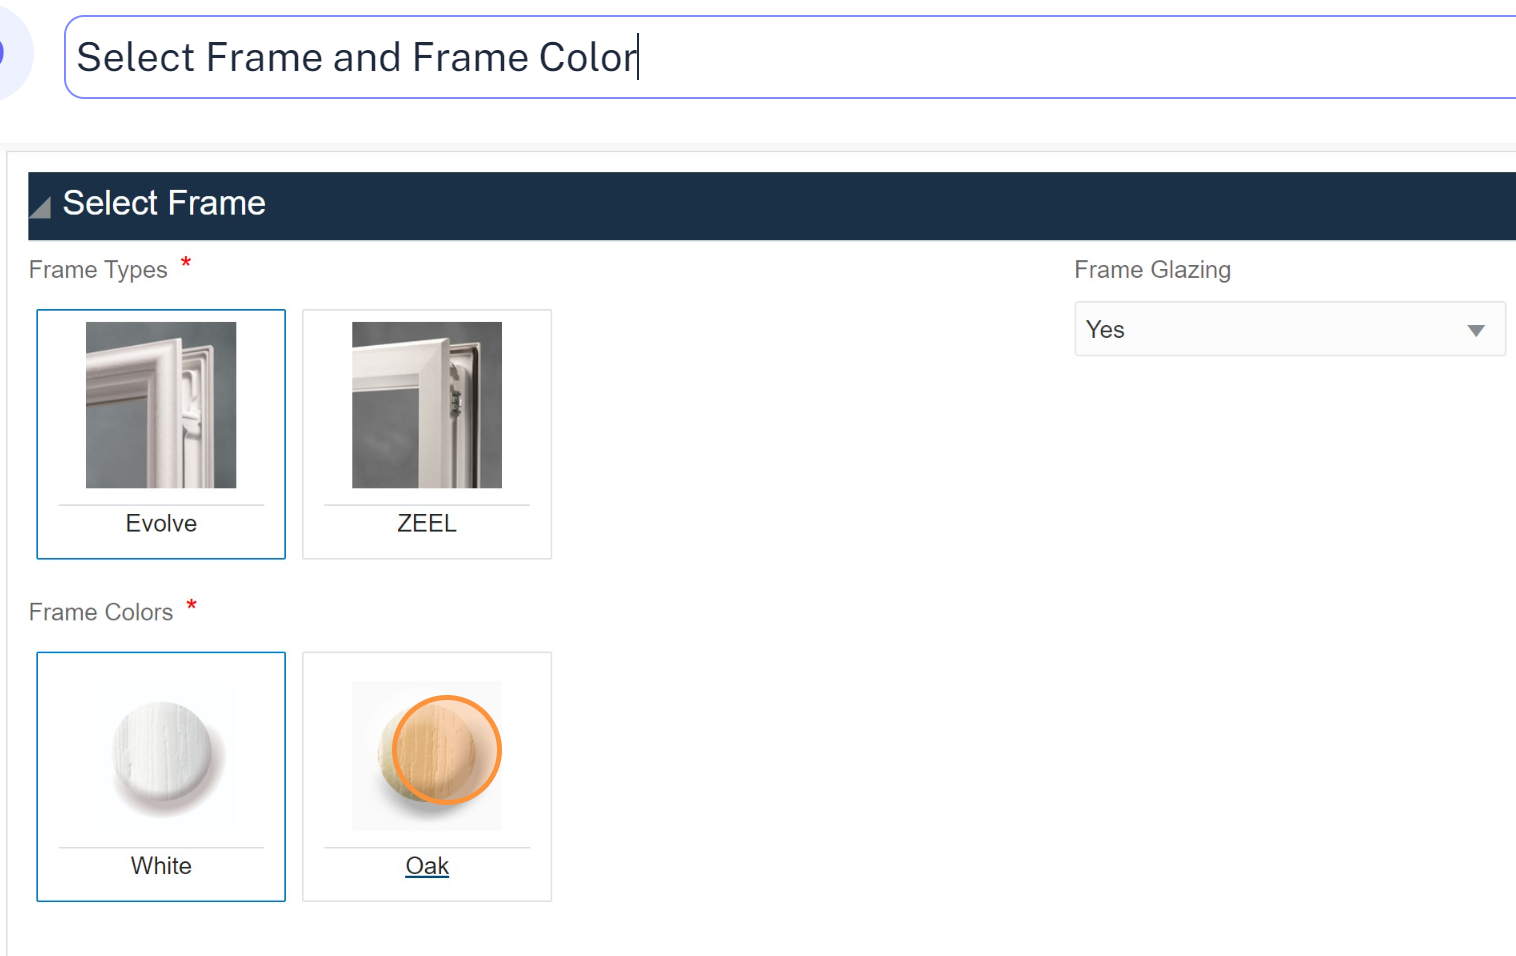 Select Frame and Frame Color
Select Frame
Frame Types *
Frame Glazing
Yes
Evolve
ZEEL
Frame Colors *
White
Oak